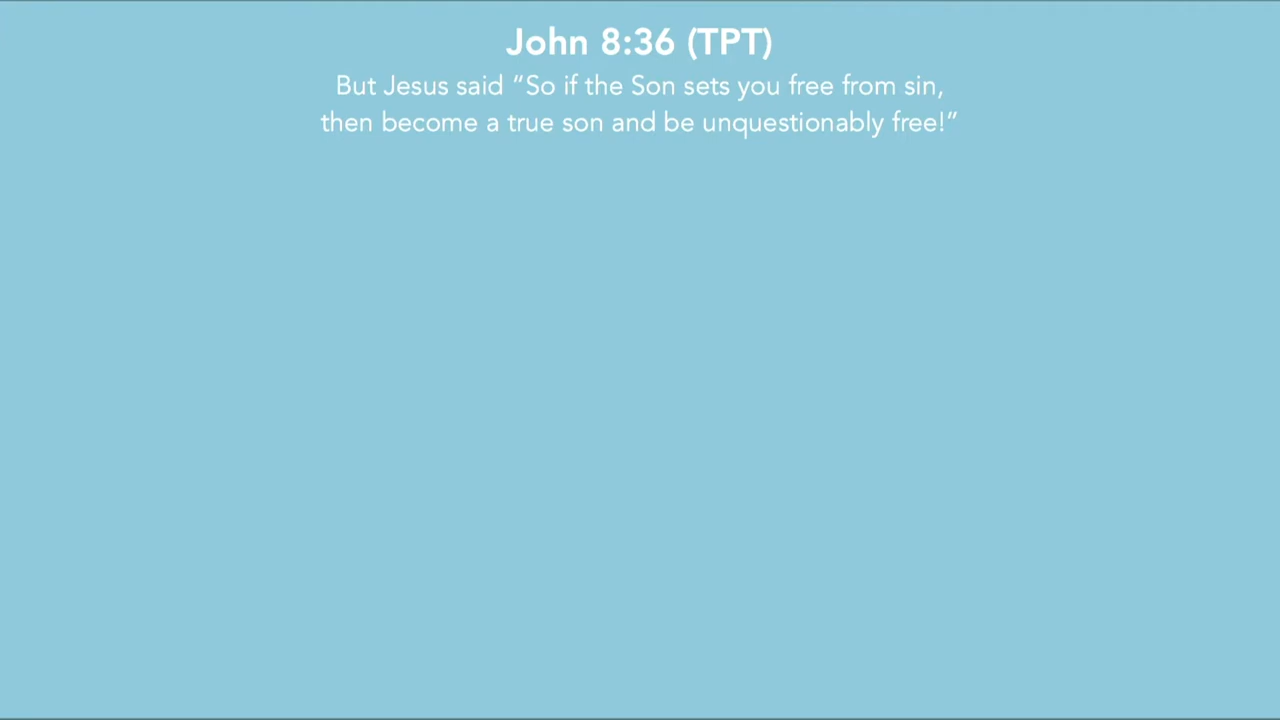 John 8:36 (TPT)
But Jesus said “So if the Son sets you free from sin,
then become a true son and be unquestionably free!”